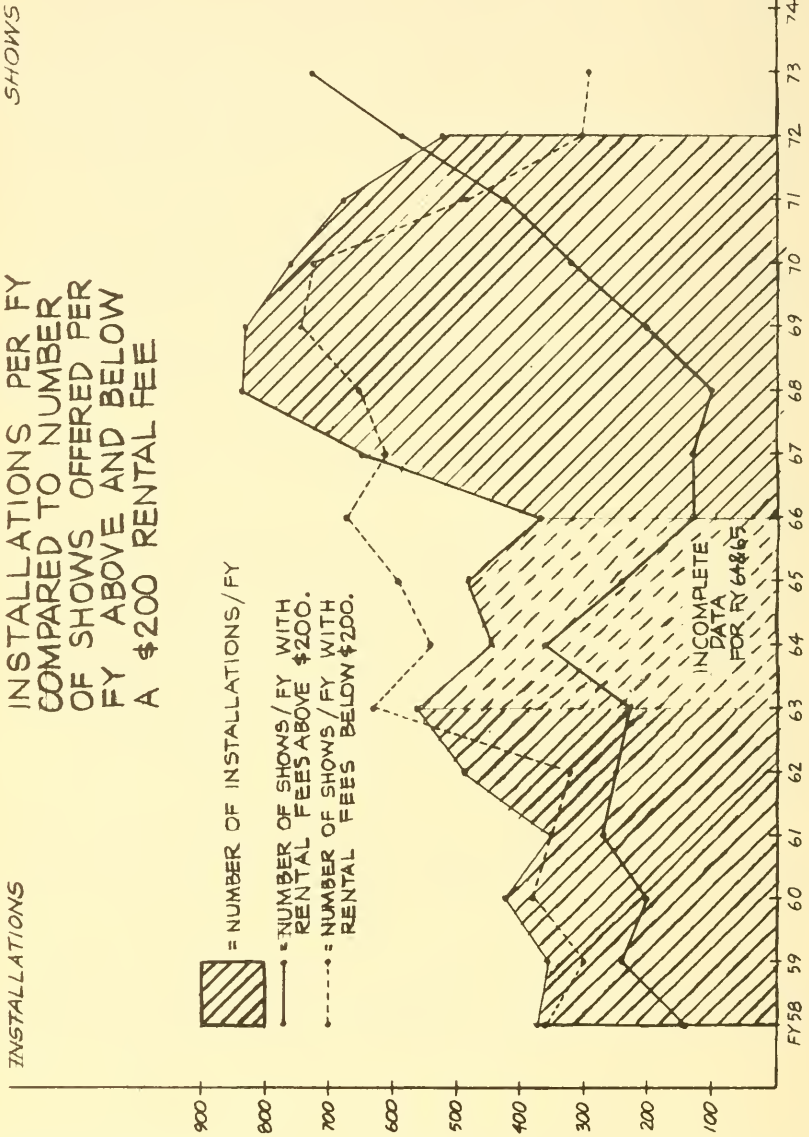 INSTALLATIONS
SHOWS
INSTALLATIONS PER FY
COMPARED TO NUMBER
OF SHOWS OFFERED PER
FY ABOVE AND BELOW
A $200 RENTAL FEE
= NUMBER OF INSTALLATIONS/FY
= NUMBER OF SHOWS/FY WITH
RENTAL FEES ABOVE $200.
= NUMBER OF SHOWS/FY WITH
RENTAL FEES BELOW $200.
900
800
700
600
500
400
300
200
100
INCOMPLETE
DATA
FOR FY 64&65
FY58 59 60 61 62 63 64 65 66 67 68 69 70 71 72 73 74